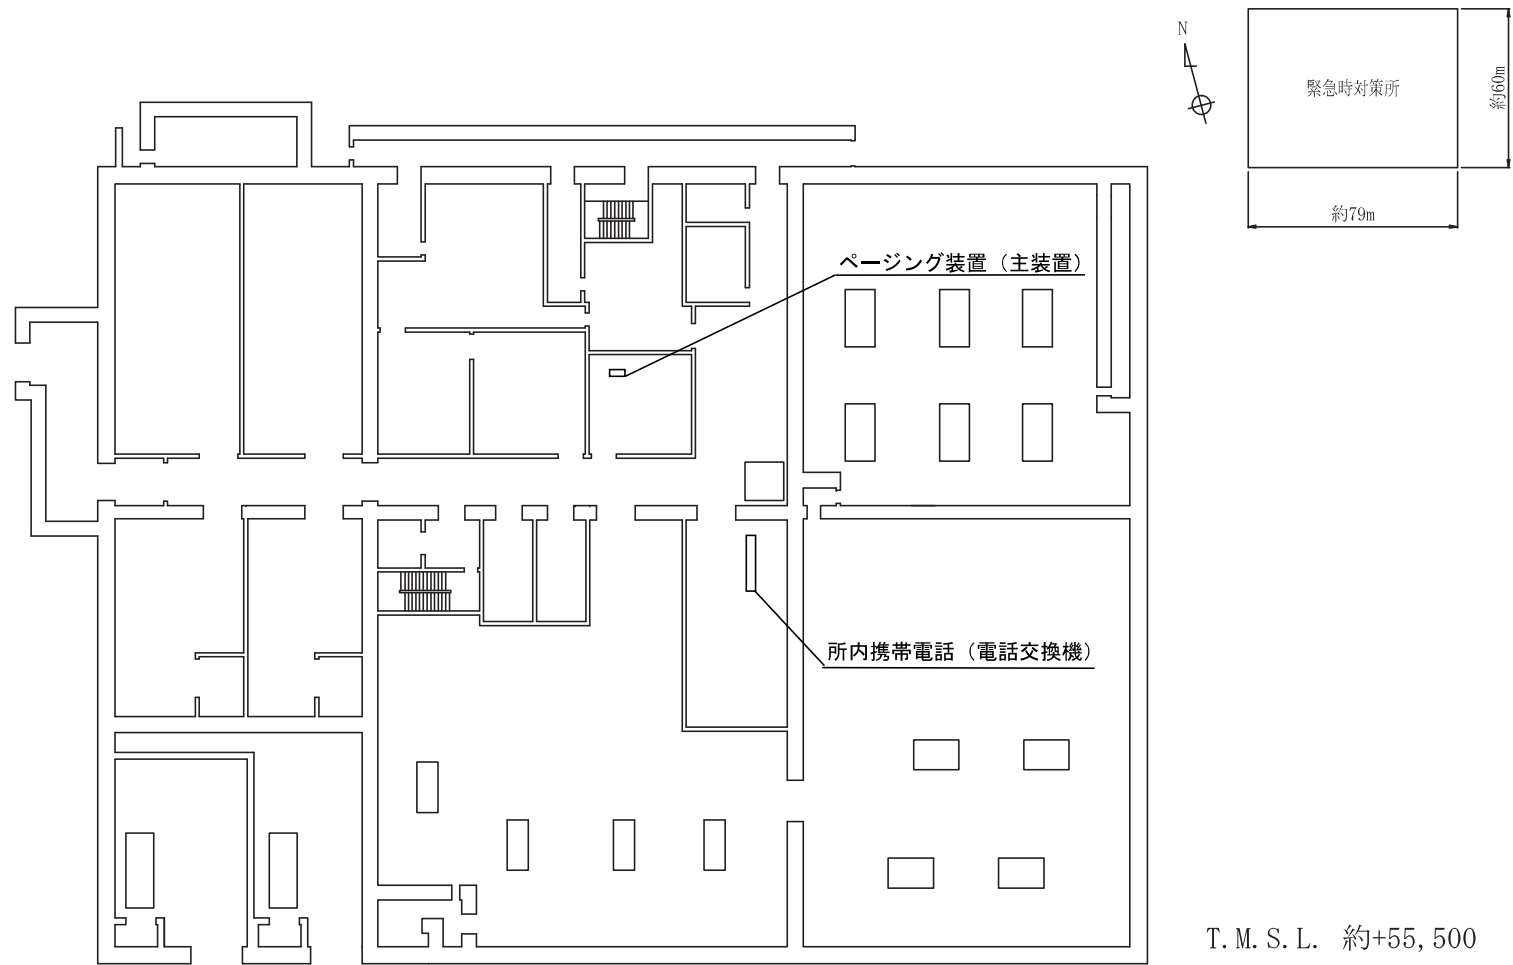 N
緊急時対策所
約60m
約79m
ページング装置（主装置）
所内携帯電話（電話交換機）
T.M.S.L. 約+55,500